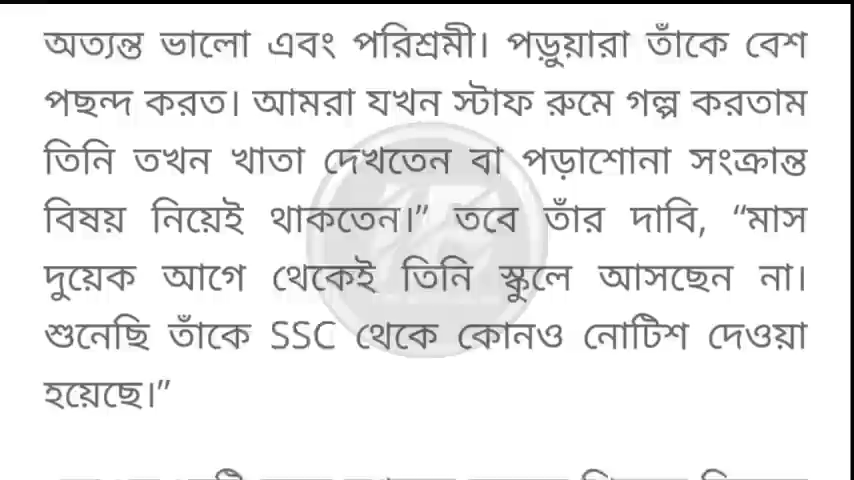 অত্যন্ত ভালো এবং পরিশ্রমী। পড়ুয়ারা তাঁকে বেশ
পছন্দ করত। আমরা যখন স্টাফ রুমে গল্প করতাম
তিনি তখন খাতা দেখতেন বা পড়াশোনা সংক্রান্ত
বিষয় নিয়েই থাকতেন।” তবে তাঁর দাবি, “মাস
দুয়েক আগে থেকেই তিনি স্কুলে আসছেন না।
শুনেছি তাঁকে SSC থেকে কোনও নোটিশ দেওয়া
হয়েছে।”